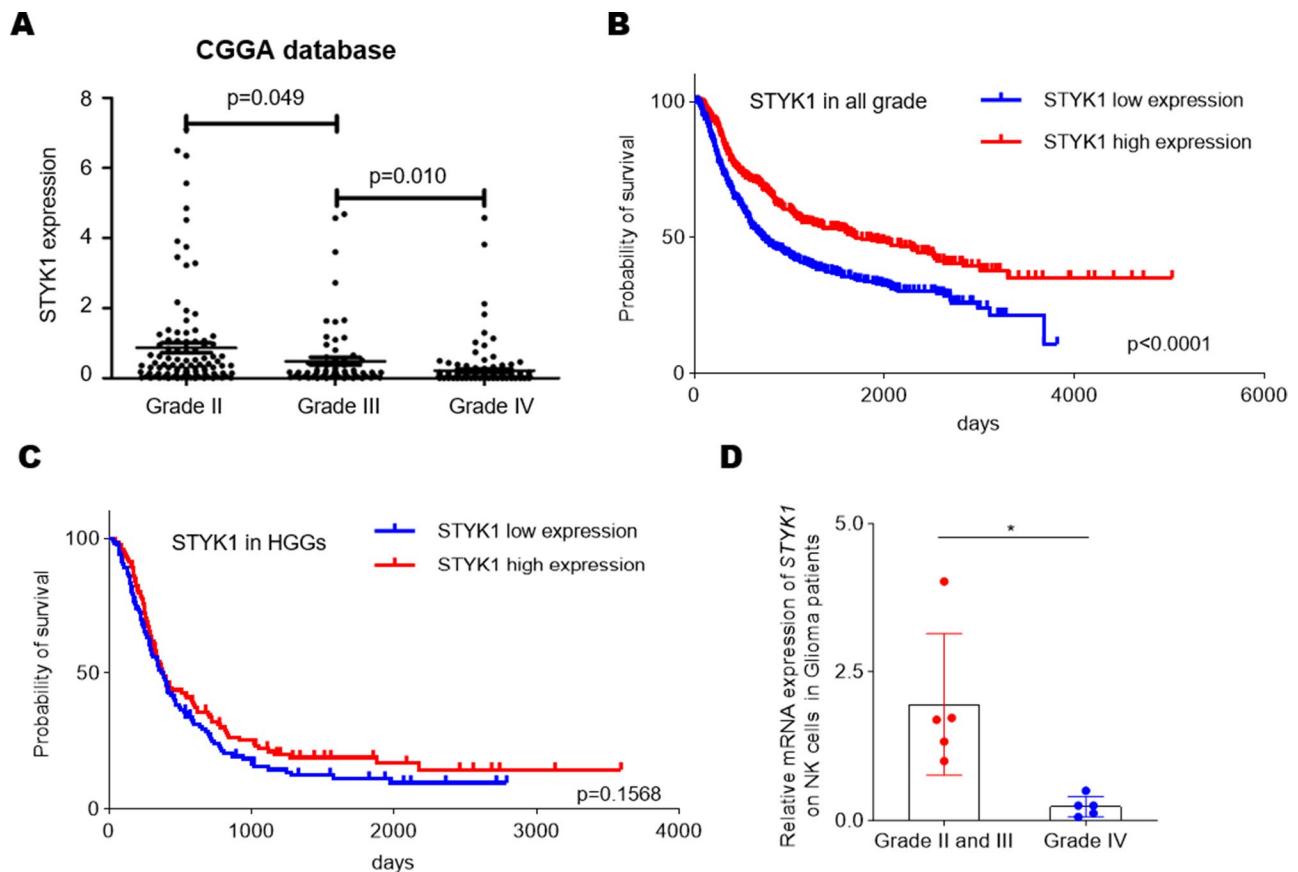 A
CGGA database
p=0.049
p=0.010
STYK1 expression
8
6
4
2
0
Grade II
Grade III
Grade IV
B
STYK1 in all grade
STYK1 low expression
STYK1 high expression
Probability of survival
100
50
0
p<0.0001
0
2000
4000
6000
days
C
STYK1 in HGGs
STYK1 low expression
STYK1 high expression
Probability of survival
100
50
0
p=0.1568
0
1000
2000
3000
4000
days
D
Relative mRNA expression of STYK1
on NK cells in Glioma patients
5.0
2.5
0.0
*
Grade II and III
Grade IV